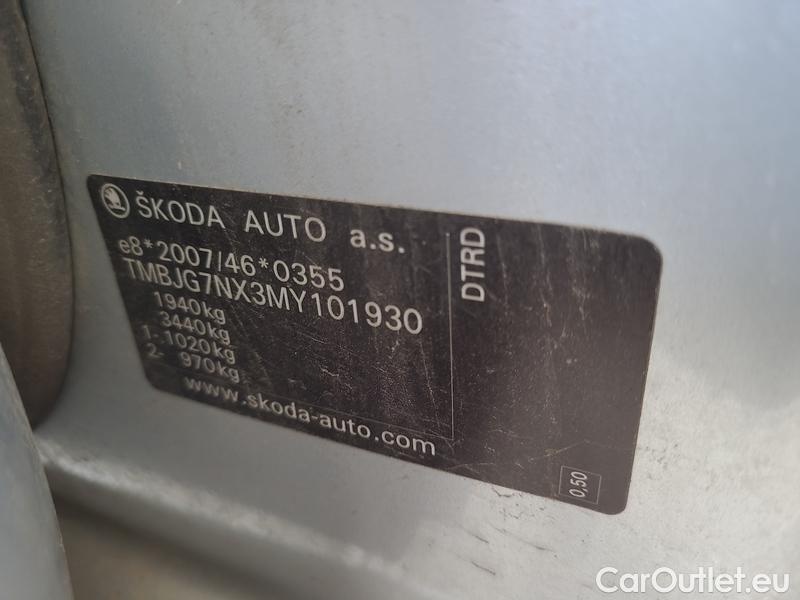 ŠKODA AUTO a.s.
e8*2007/46*0355
TMBJG7NX3MY101930
1940kg
3440kg
1- 1020kg
2- 970kg
www.skoda-auto.com
DTRD
0,50
CarOutlet.eu